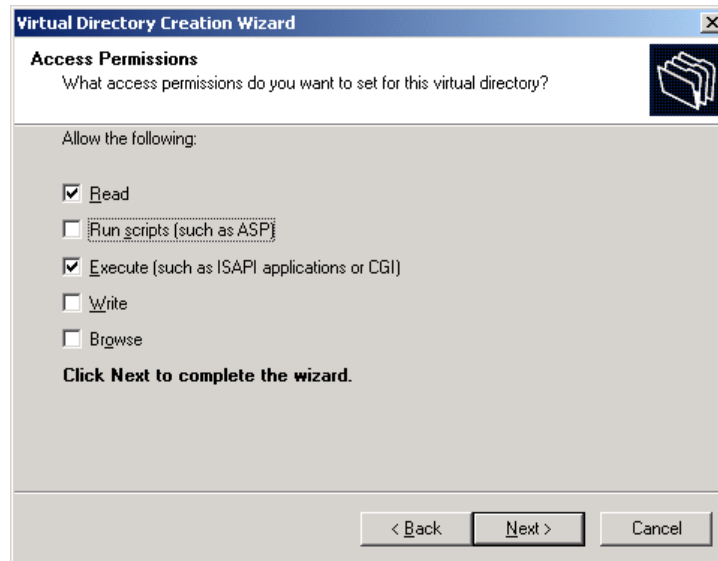 Virtual Directory Creation Wizard
Access Permissions
What access permissions do you want to set for this virtual directory?
Allow the following:
Read
Run scripts (such as ASP)
Execute (such as ISAPI applications or CGI)
Write
Browse
Click Next to complete the wizard.
< Back Next > Cancel